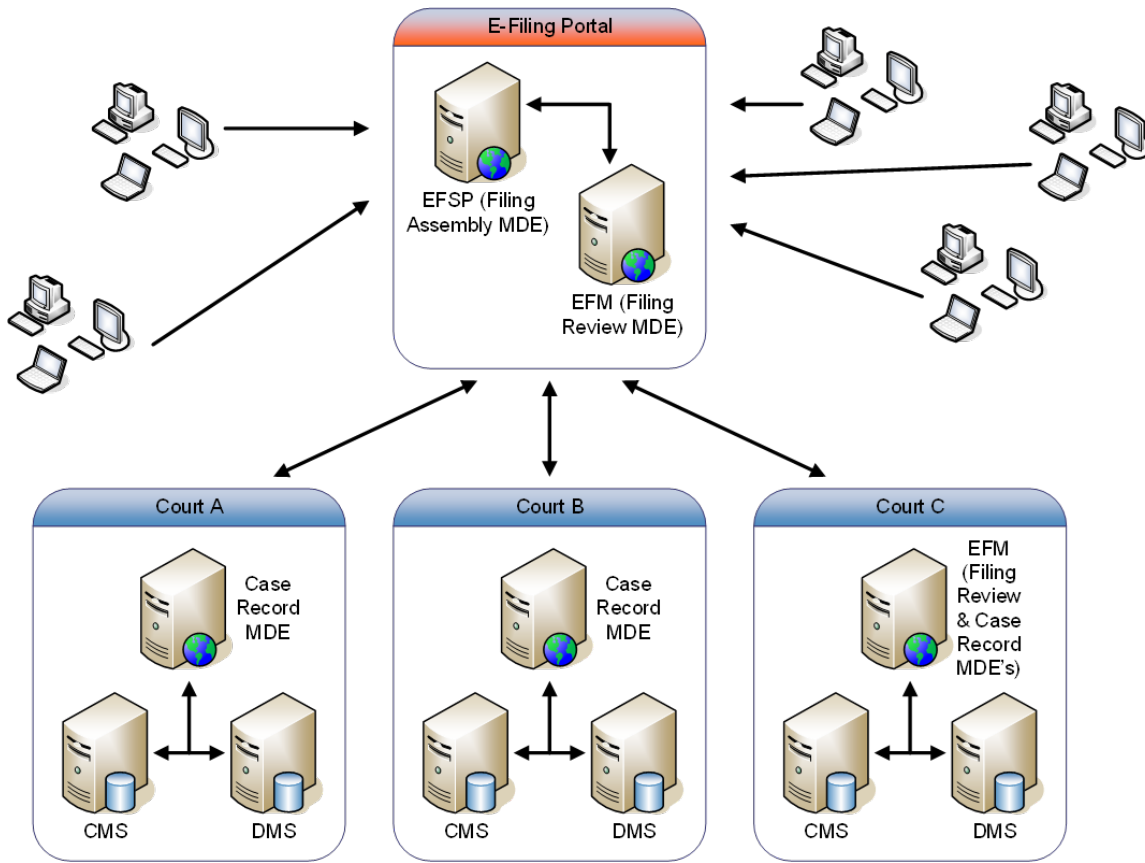 E-Filing Portal
EFSP (Filing
Assembly MDE)
EFM (Filing
Review MDE)
Court A
Case
Record
MDE
CMS
DMS
Court B
Case
Record
MDE
CMS
DMS
Court C
EFM
(Filing
Review
& Case
Record
MDE's)
CMS
DMS